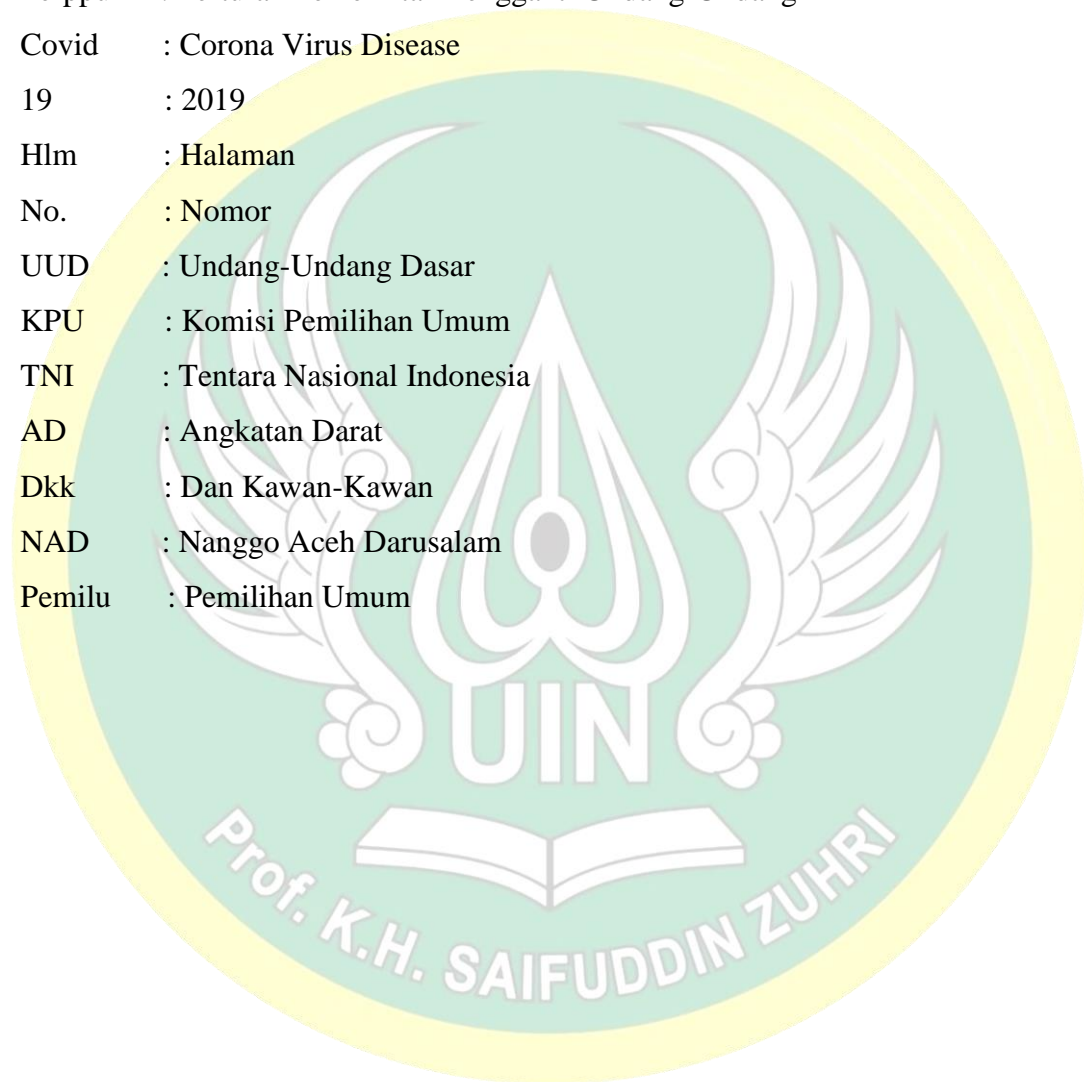 Covid : Corona Virus Disease
19 : 2019
Hlm : Halaman
No. : Nomor
UUD : Undang-Undang Dasar
KPU : Komisi Pemilihan Umum
TNI : Tentara Nasional Indonesia
AD : Angkatan Darat
Dkk : Dan Kawan-Kawan
NAD : Nanggo Aceh Darusalam
Pemilu : Pemilihan Umum
UIN
Prof. K.H. SAIFUDDIN ZUHRI